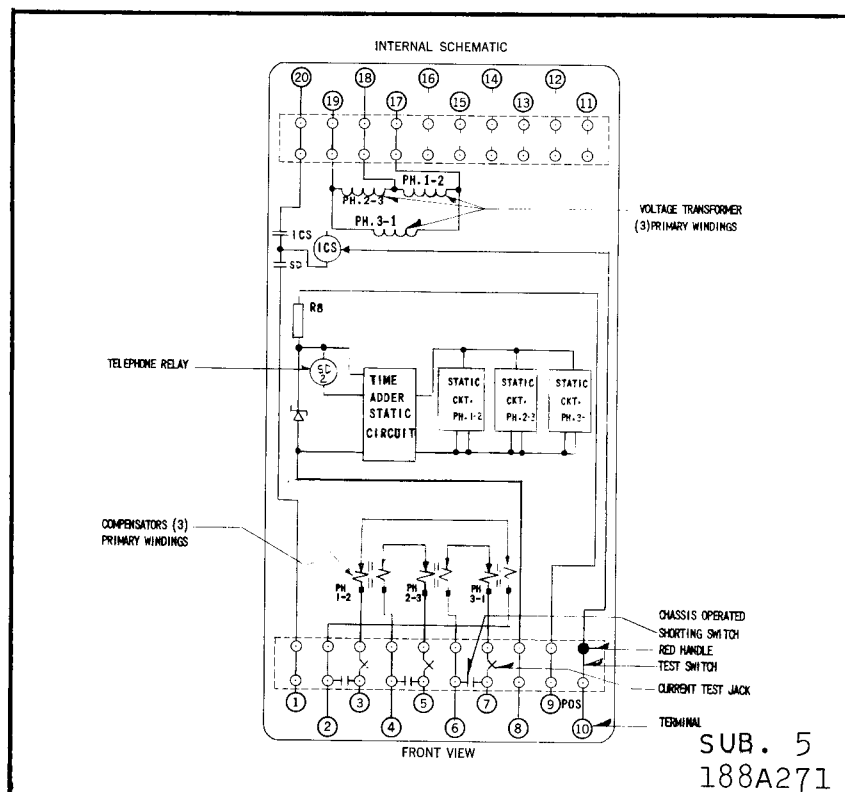 INTERNAL SCHEMATIC
20 18 16 14 12
19 17 15 13 11
PH.1-2
PH.2-3
PH.3-1
VOLTAGE TRANSFORMER
(3)PRIMARY WINDINGS
ICS
ICS
SD
R8
TELEPHONE RELAY
2
TIME
ADDER
STATIC
CIRCUIT
STATIC
CKT.
PH.1-2
STATIC
CKT.
PH.2-3
STATIC
CKT.
PH.3-
COMPENSATORS (3)
PRIMARY WINDINGS
PH
1-2
PH
2-3
PH
3-1
CHASSIS OPERATED
SHORTING SWITCH
RED HANDLE
TEST SWITCH
CURRENT TEST JACK
TERMINAL
1 3 5 7 9 POS
2 4 6 8 10
FRONT VIEW
SUB. 5
188A271